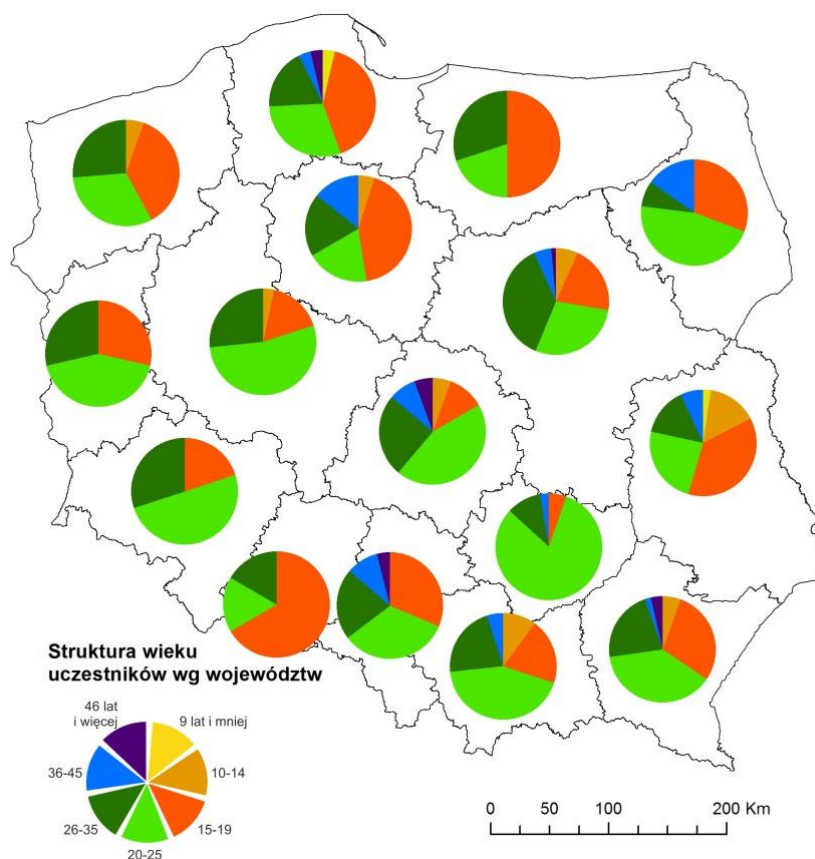 Struktura wieku
uczestników wg województw
46 lat
i więcej
9 lat i mniej
36-45
10-14
26-35
15-19
20-25
0 50 100 200 Km